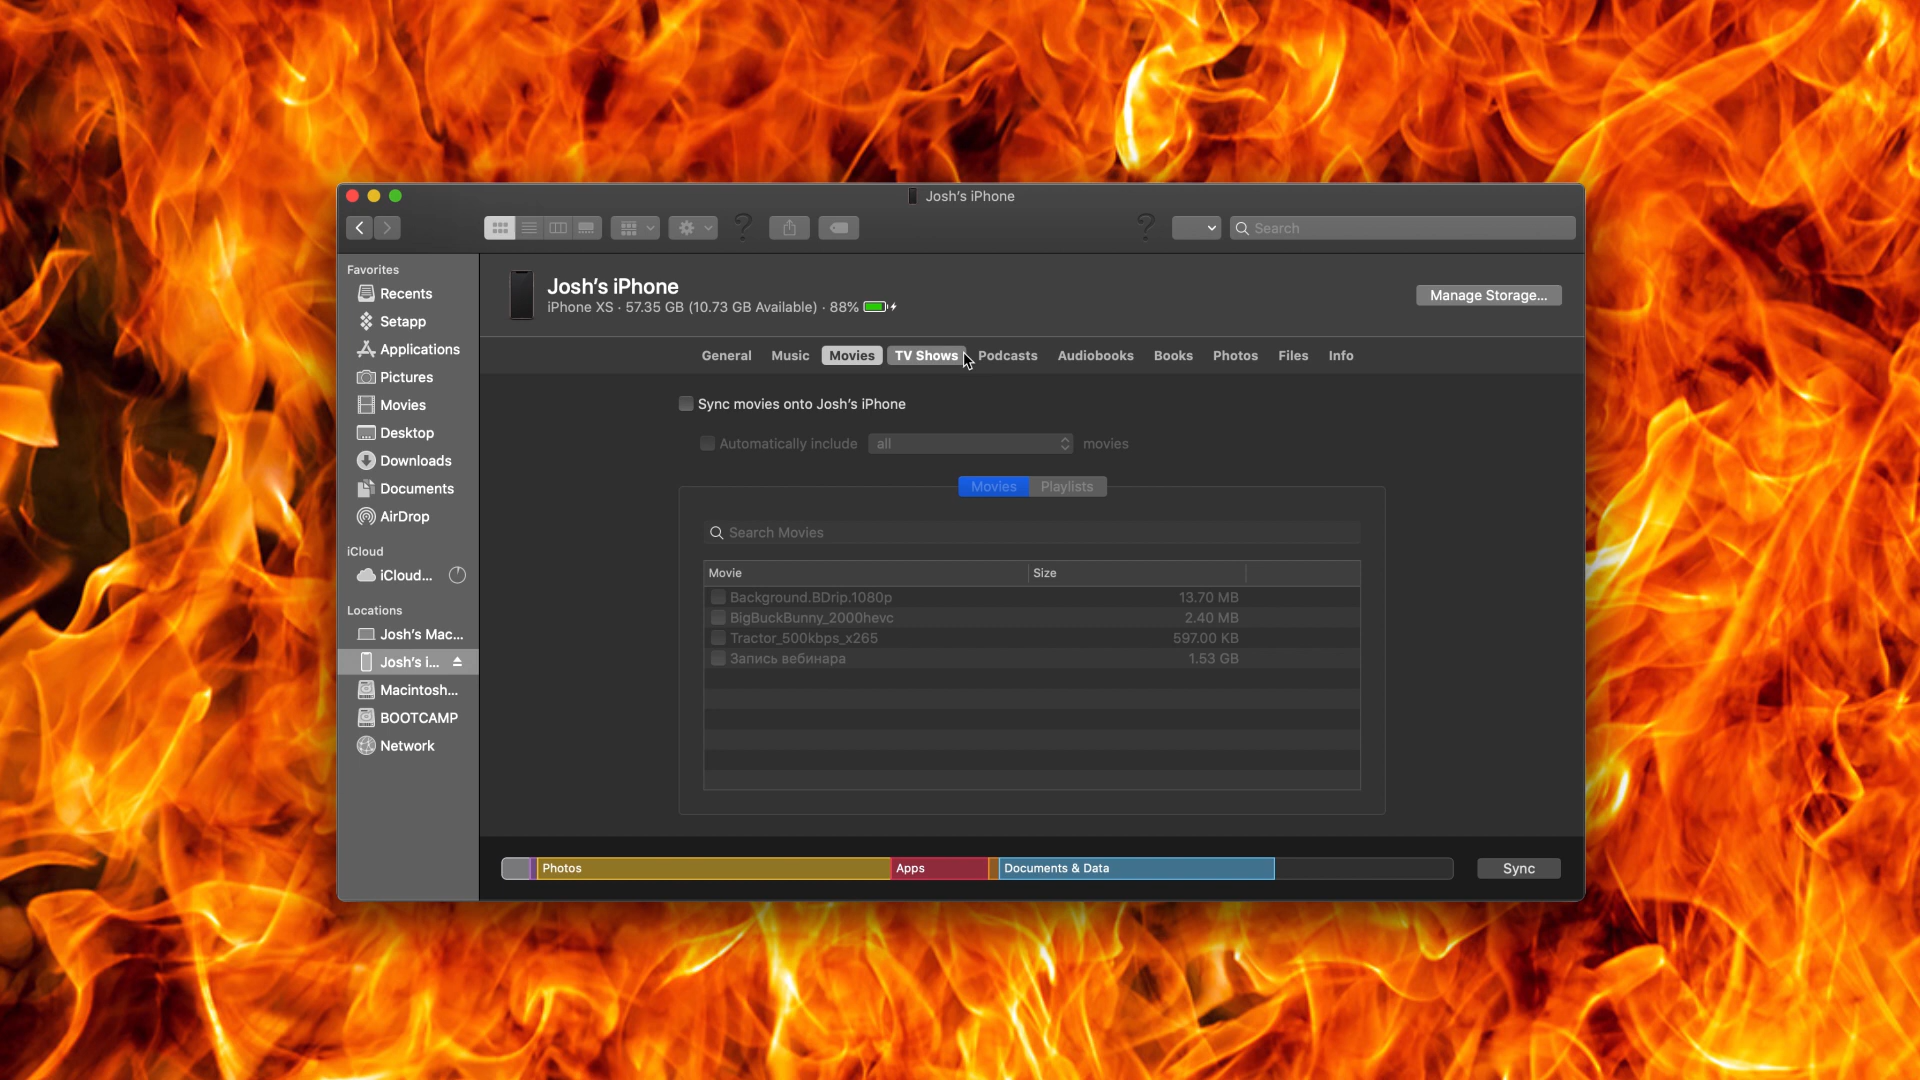 Josh's iPhone
Search
Favorites
Recents
Setapp
Applications
Pictures
Movies
Desktop
Downloads
Documents
AirDrop
iCloud
iCloud...
Locations
Josh's Mac...
Josh's i...
Macintosh...
BOOTCAMP
Network
Josh's iPhone
iPhone XS · 57.35 GB (10.73 GB Available) · 88%
Manage Storage...
General Music Movies TV Shows Podcasts Audiobooks Books Photos Files Info
Sync movies onto Josh's iPhone
Automatically include all movies
Movies Playlists
Search Movies
Movie Size
Background.BDrip.1080p 13.70 MB
BigBuckBunny_2000hevc 2.40 MB
Tractor_500kbps_x265 597.00 KB
Запись вебинара 1.53 GB
Photos Apps Documents & Data Sync